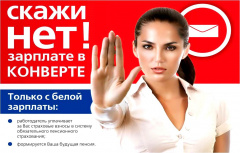 скажи
нет!
зарплате в
КОНВЕРТЕ
Только с белой
зарплаты:
работодатель уплачивает
за Вас страховые взносы в систему
обязательного пенсионного
страхования;
формируется Ваша будущая пенсия.